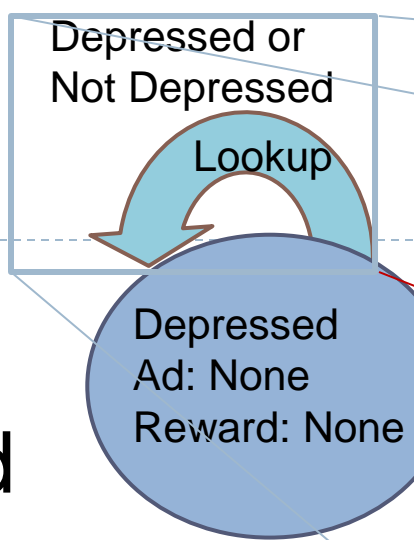 Depressed or
Not Depressed
Lookup
Depressed
Ad: None
Reward: None
d